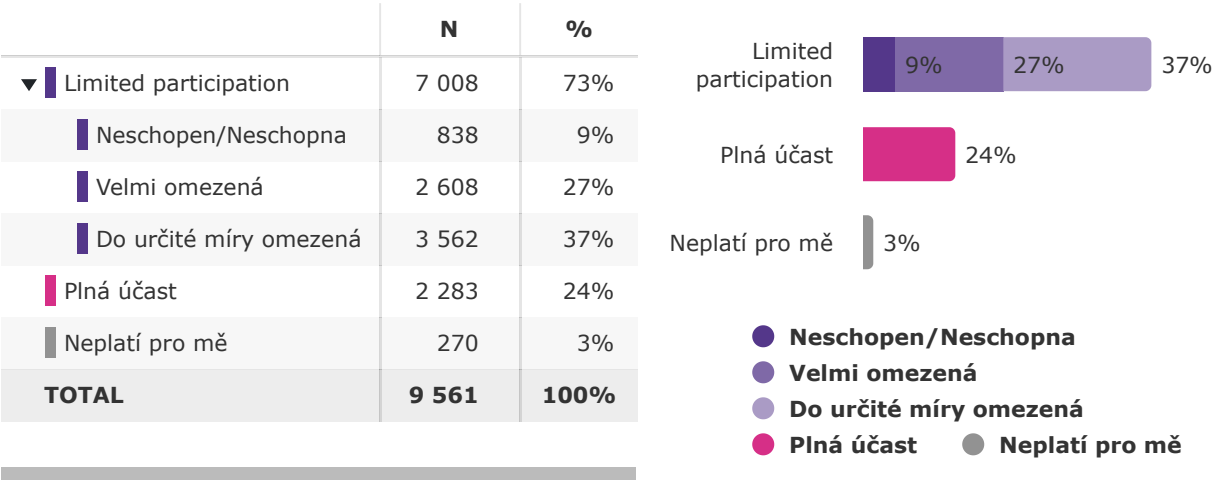 N %
▼ Limited participation 7 008 73%
Neschopen/Neschopna 838 9%
Velmi omezená 2 608 27%
Do určité míry omezená 3 562 37%
Plná účast 2 283 24%
Neplatí pro mě 270 3%
TOTAL 9 561 100%
Limited
participation
9% 27% 37%
Plná účast 24%
Neplatí pro mě 3%
Neschopen/Neschopna
Velmi omezená
Do určité míry omezená
Plná účast Neplatí pro mě